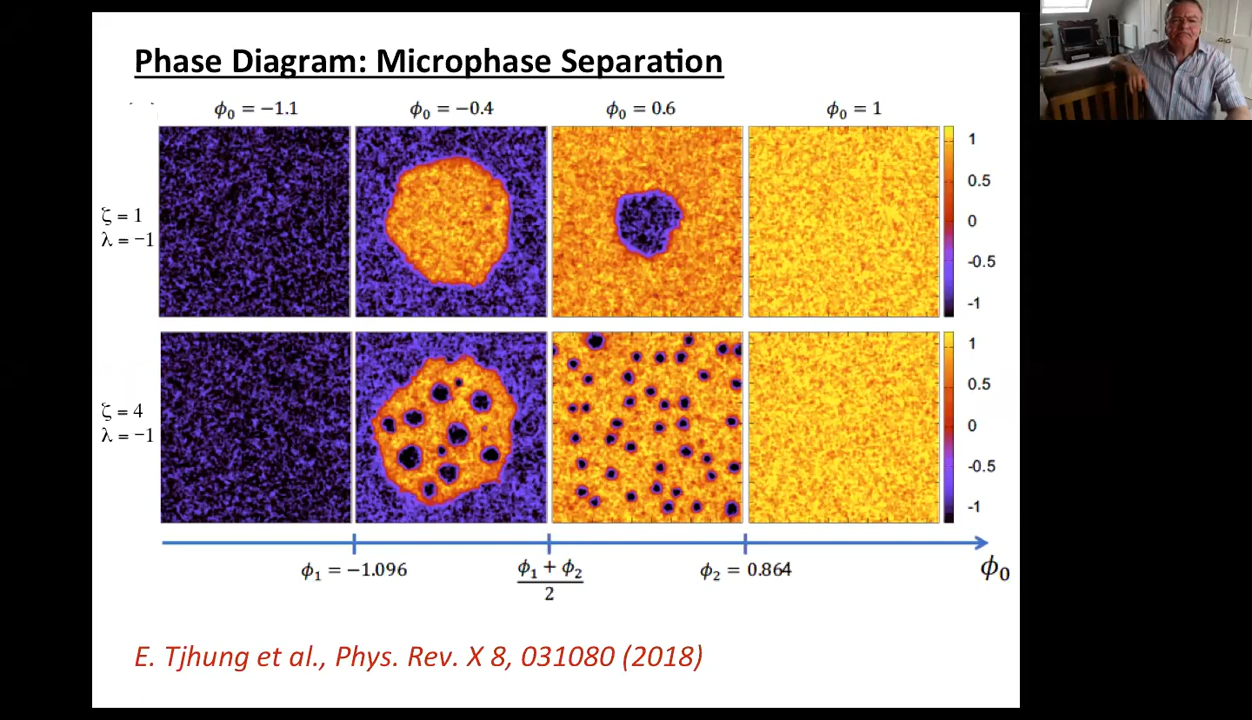 Phase Diagram: Microphase Separation
ϕ₀ = −1.1
ϕ₀ = −0.4
ϕ₀ = 0.6
ϕ₀ = 1
ζ = 1
λ = −1
1
0.5
0
-0.5
-1
ζ = 4
λ = −1
1
0.5
0
-0.5
-1
ϕ₁ = −1.096
ϕ₁ + ϕ₂
2
ϕ₂ = 0.864
ϕ₀
E. Tjhung et al., Phys. Rev. X 8, 031080 (2018)